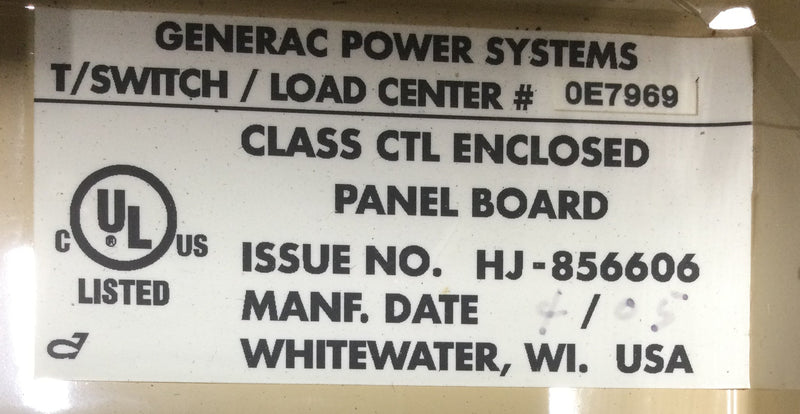 GENERAC POWER SYSTEMS
T/SWITCH / LOAD CENTER # 0E7969
CLASS CTL ENCLOSED
PANEL BOARD
C UL ® US
LISTED
ISSUE NO. HJ-856606
MANF. DATE / 05
WHITEWATER, WI. USA